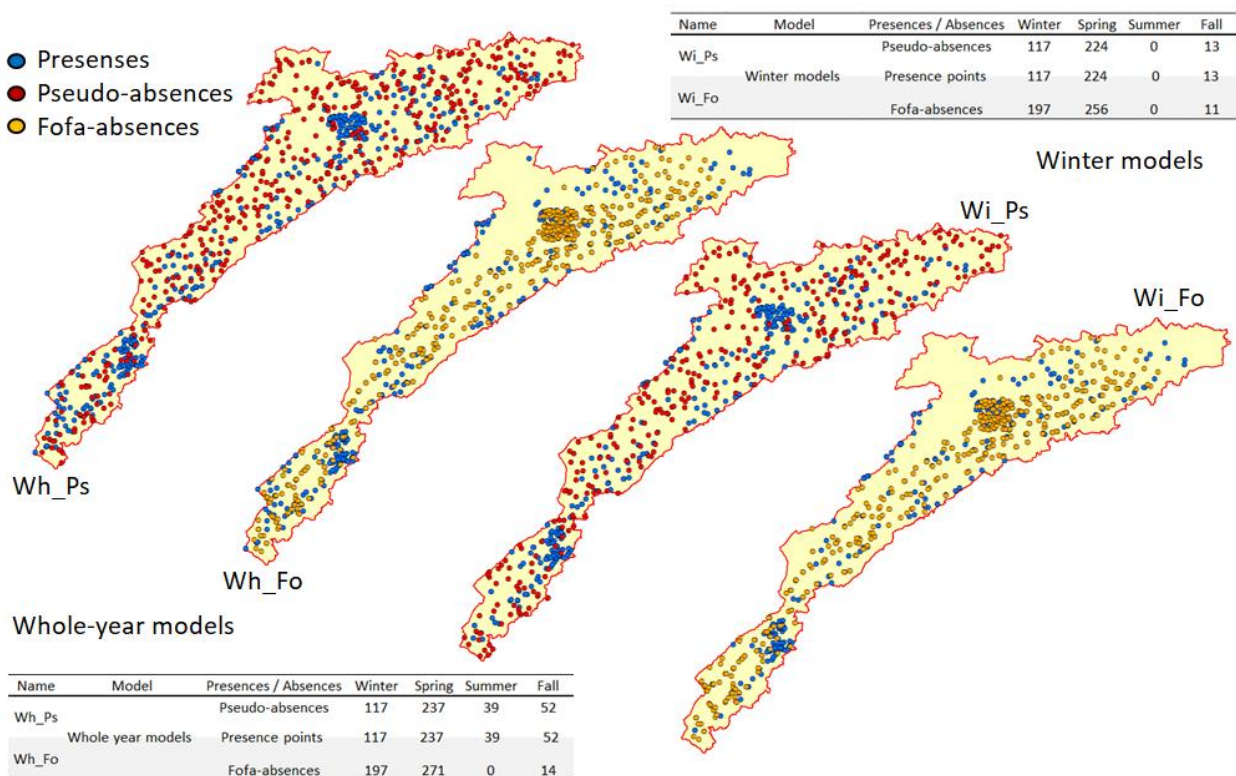 Presenses
Pseudo-absences
Fofa-absences
Name Model Presences / Absences Winter Spring Summer Fall
Wi_Ps Pseudo-absences 117 224 0 13
Winter models Presence points 117 224 0 13
Wi_Fo Fofa-absences 197 256 0 11
Winter models
Wi_Ps
Wi_Fo
Wh_Ps
Wh_Fo
Whole-year models
Name Model Presences / Absences Winter Spring Summer Fall
Wh_Ps Pseudo-absences 117 237 39 52
Whole year models Presence points 117 237 39 52
Wh_Fo Fofa-absences 197 271 0 14